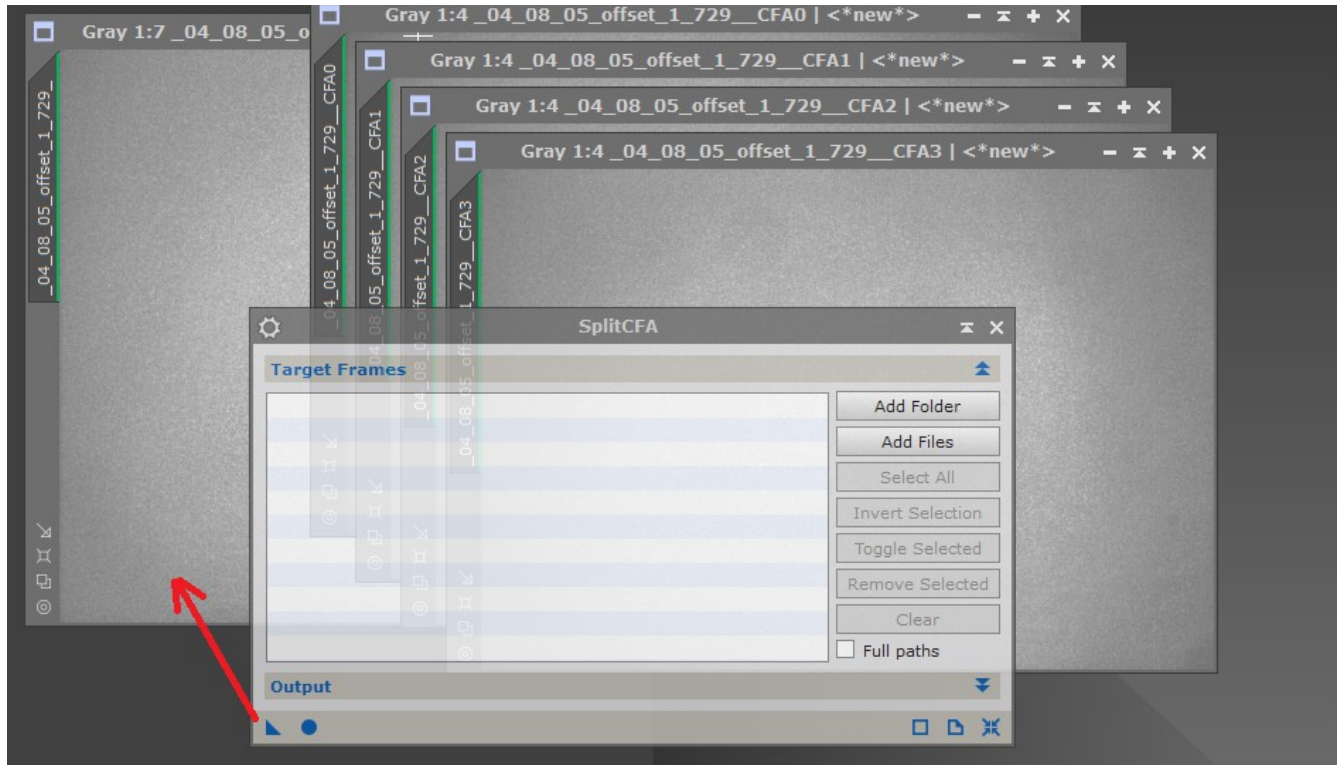 Gray 1:7 _04_08_05_o
Gray 1:4 _04_08_05_offset_1_729__CFA0 | <*new*>
Gray 1:4 _04_08_05_offset_1_729__CFA1 | <*new*>
Gray 1:4 _04_08_05_offset_1_729__CFA2 | <*new*>
Gray 1:4 _04_08_05_offset_1_729__CFA3 | <*new*>
_04_08_05_offset_1_729_
_04_08_05_offset_1_729__CFA0
_04_08_05_offset_1_729__CFA1
_04_08_05_offset_1_729__CFA2
_04_08_05_offset_1_729__CFA3
SplitCFA
Target Frames
Add Folder
Add Files
Select All
Invert Selection
Toggle Selected
Remove Selected
Clear
Full paths
Output